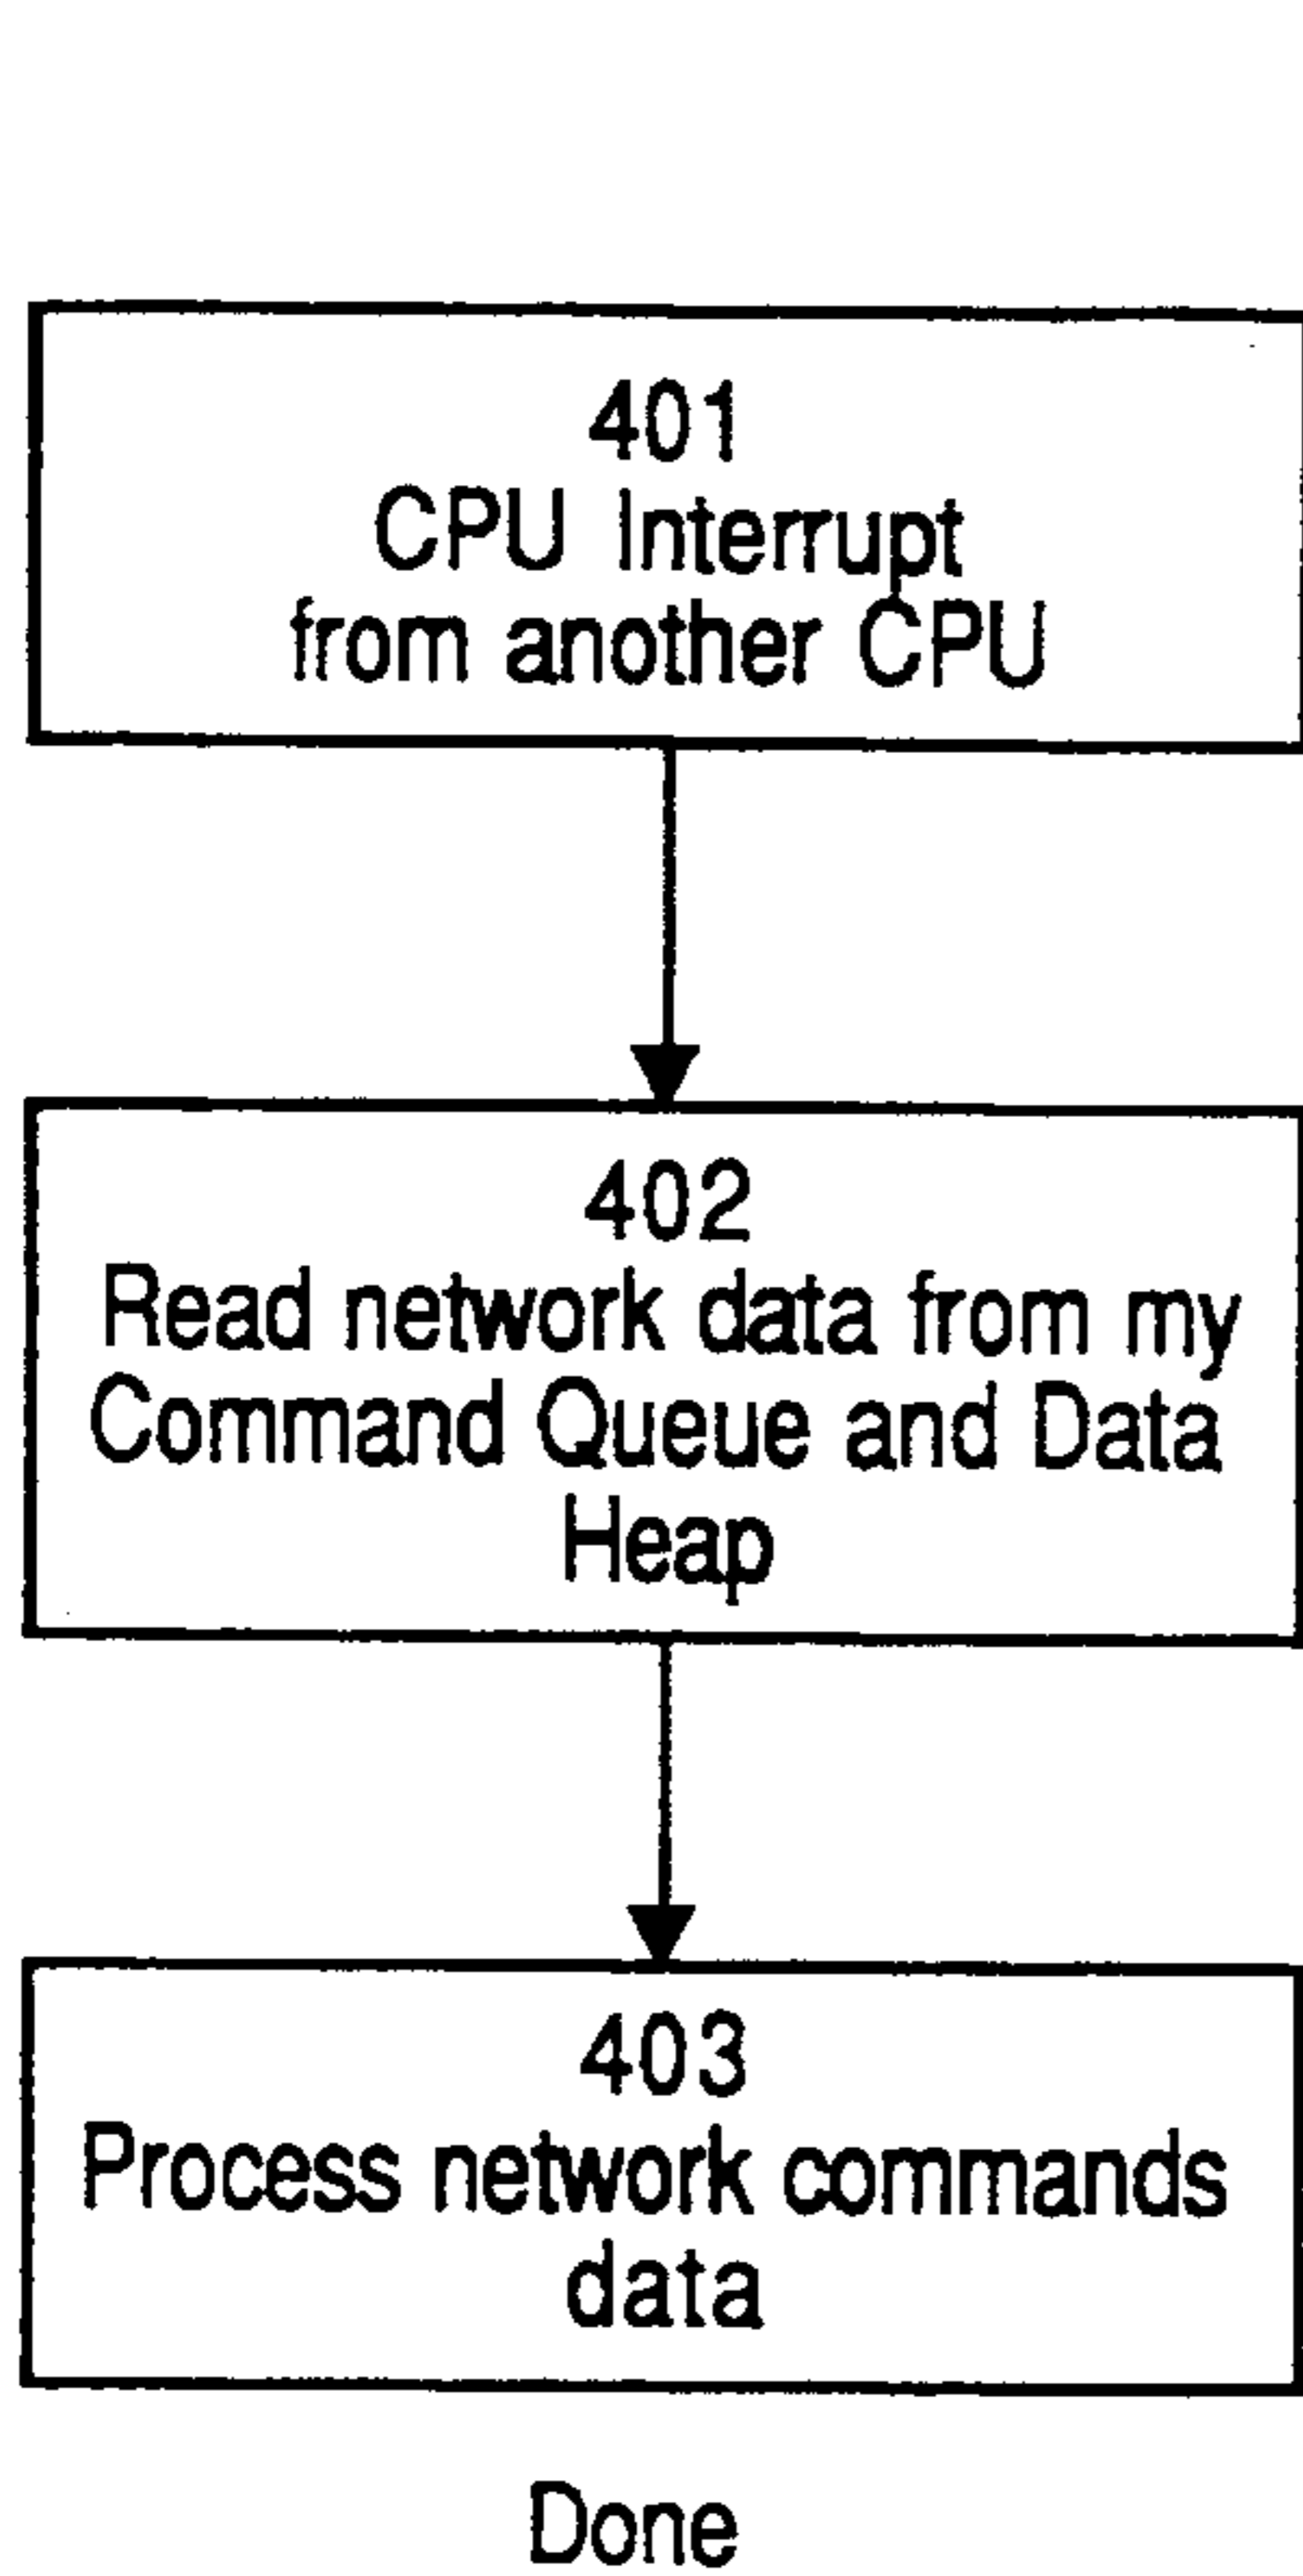 401
CPU Interrupt
from another CPU
402
Read network data from my
Command Queue and Data
Heap
403
Process network commands
data
Done